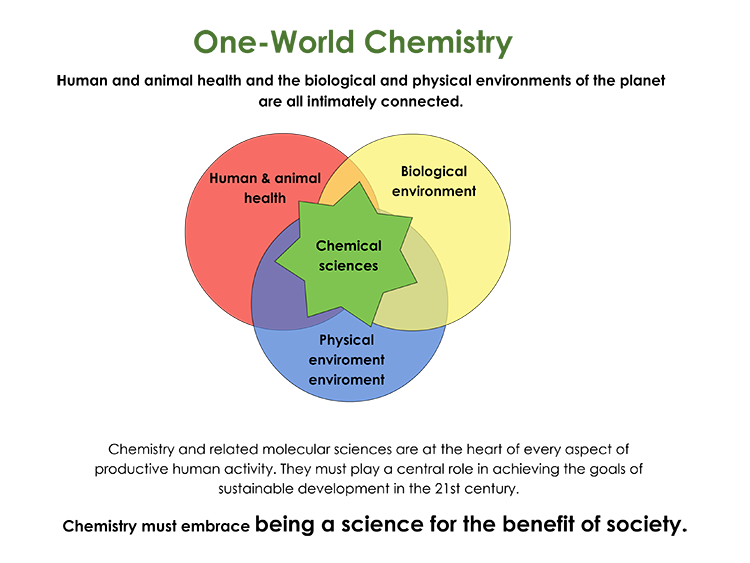 One-World Chemistry
Human and animal health and the biological and physical environments of the planet
are all intimately connected.
Human & animal
health
Biological
environment
Chemical
sciences
Physical
enviroment
enviroment
Chemistry and related molecular sciences are at the heart of every aspect of
productive human activity. They must play a central role in achieving the goals of
sustainable development in the 21st century.
Chemistry must embrace being a science for the benefit of society.